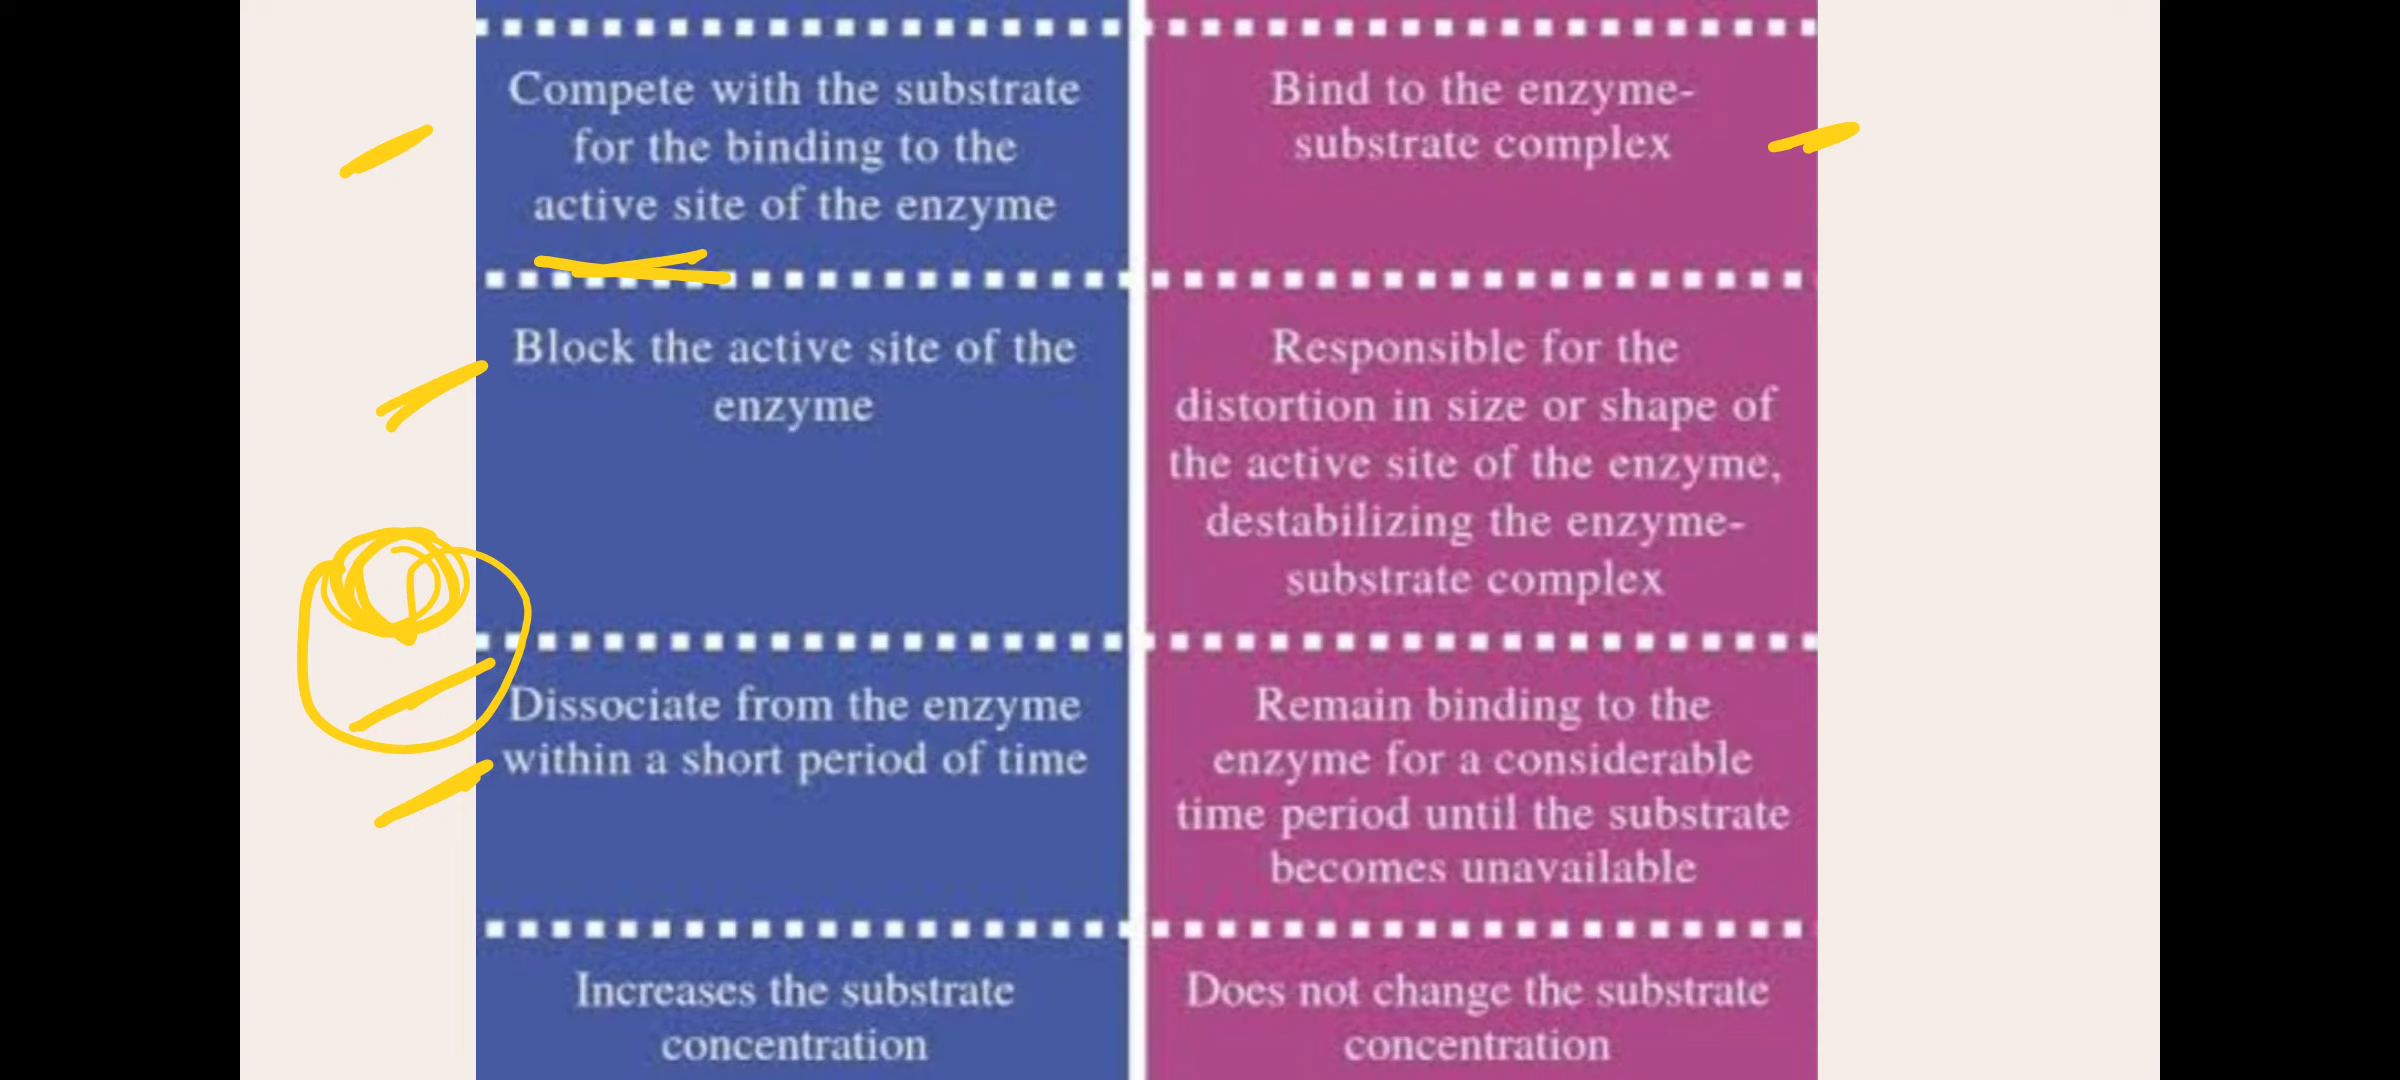 Compete with the substrate
for the binding to the
active site of the enzyme
Bind to the enzyme-
substrate complex
Block the active site of the
enzyme
Responsible for the
distortion in size or shape of
the active site of the enzyme,
destabilizing the enzyme-
substrate complex
Dissociate from the enzyme
within a short period of time
Remain binding to the
enzyme for a considerable
time period until the substrate
becomes unavailable
Increases the substrate
concentration
Does not change the substrate
concentration